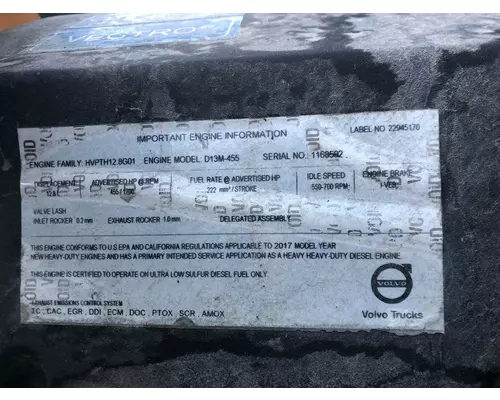 VECTRO
IMPORTANT ENGINE INFORMATION
LABEL NO 22945170
ENGINE FAMILY: HVPTH12.8G01 ENGINE MODEL D13M-455 SERIAL NO.
DISPLACEMENT ADVERTISED HP @ RPM FUEL RATE @ ADVERTISED HP IDLE SPEED ENGINE BRAKE
222 mm³/STROKE 550-700 RPM I-VEB
VALVE LASH
INLET ROCKER 0.2 mm EXHAUST ROCKER 1.0 mm DELEGATED ASSEMBLY
THIS ENGINE CONFORMS TO US EPA AND CALIFORNIA REGULATIONS APPLICABLE TO 2017 MODEL YEAR
NEW HEAVY-DUTY ENGINES AND HAS A PRIMARY INTENDED SERVICE APPLICATION AS A HEAVY HEAVY-DUTY DIESEL ENGINE.
THIS ENGINE IS CERTIFIED TO OPERATE ON ULTRA LOW SULFUR DIESEL FUEL ONLY.
VOLVO
EXHAUST EMISSIONS CONTROL SYSTEM
TC, CAC, EGR, DDI, ECM, DOC, PTOX, SCR, AMOX
Volvo Trucks